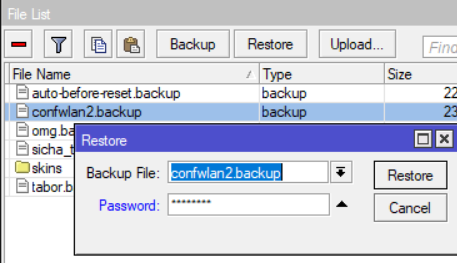 File List
Backup Restore Upload... Find
File Name / Type Size
auto-before-reset.backup backup 22
confwlan2.backup backup 23
omg.ba
sicha_t
skins
tabor.b
Restore
Backup File: confwlan2.backup Restore
Password: ******** Cancel